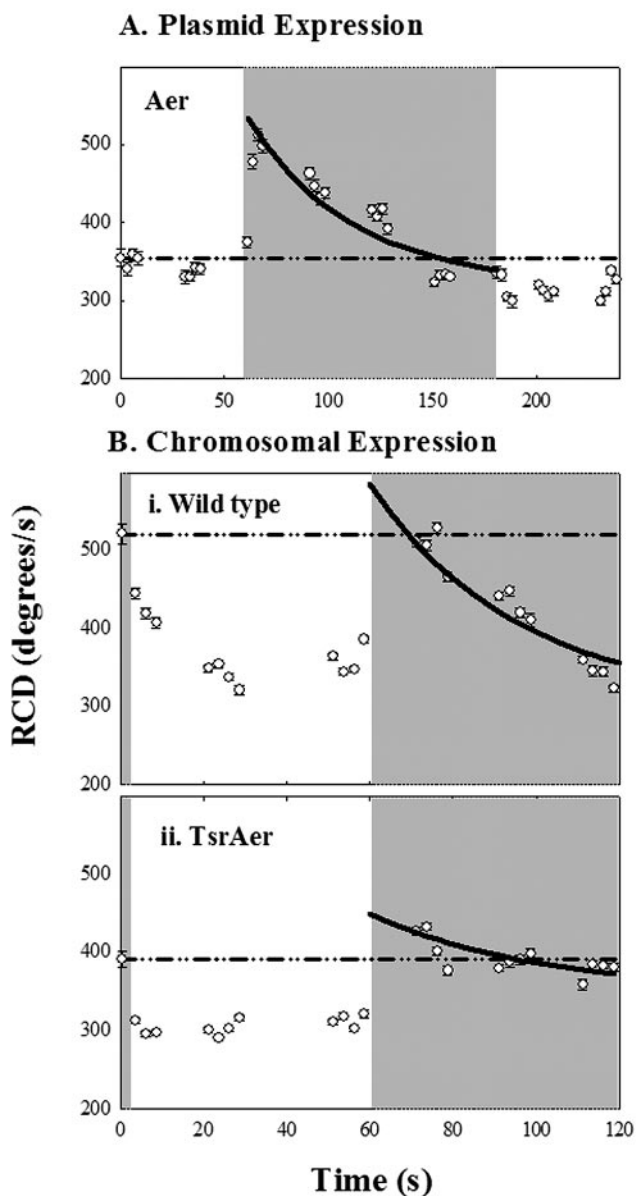 A. Plasmid Expression
Aer
500
400
300
200
0 50 100 150 200
B. Chromosomal Expression
i. Wild type
500
400
300
200
ii. TsrAer
500
400
300
200
0 20 40 60 80 100 120
RCD (degrees/s)
Time (s)